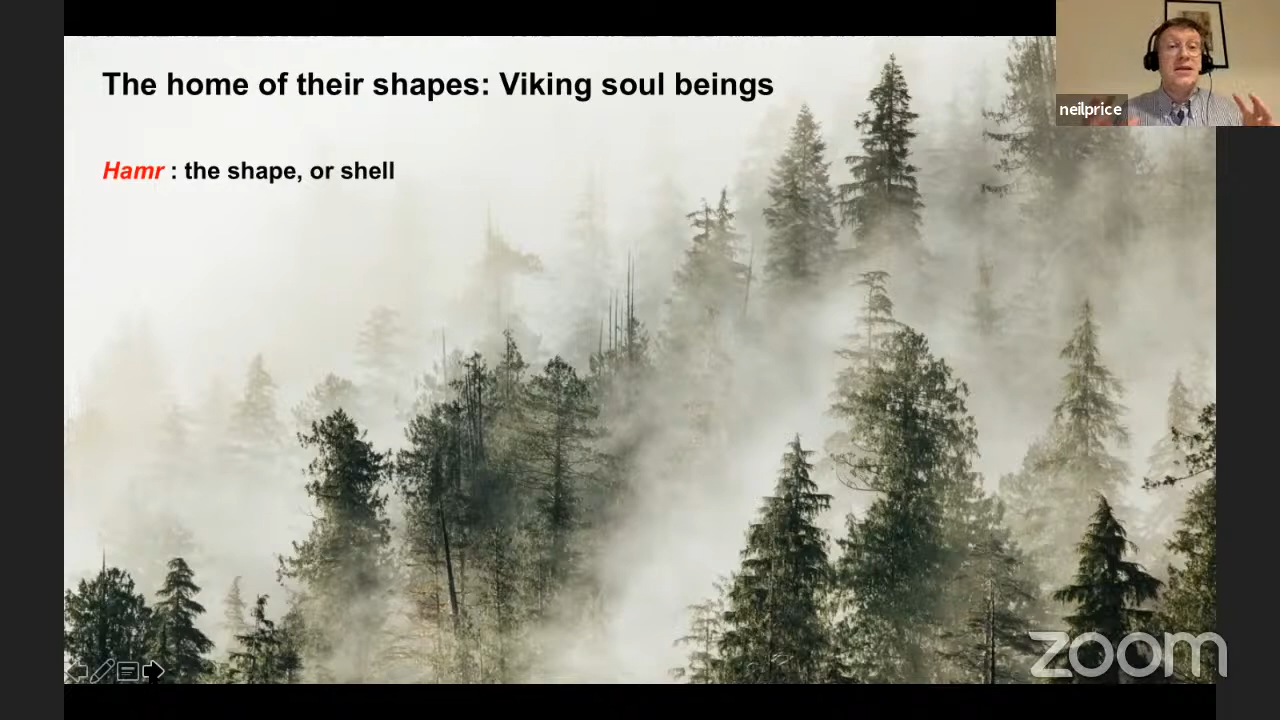 The home of their shapes: Viking soul beings
neilprice
Hamr : the shape, or shell
zoom